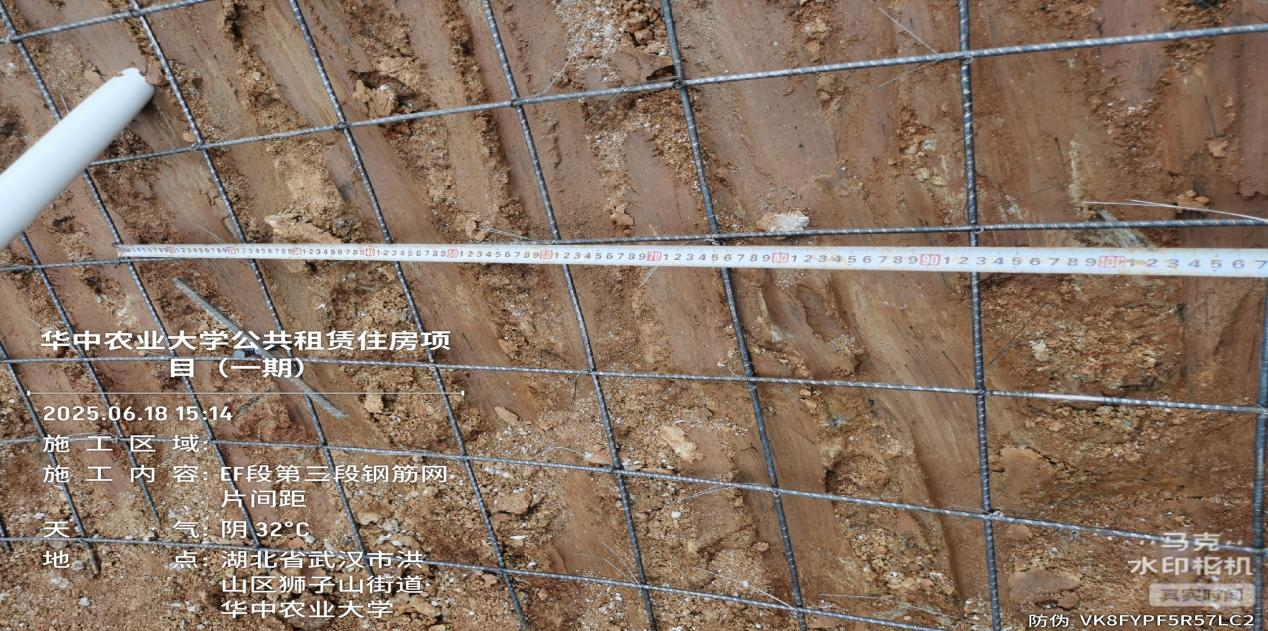 华中农业大学公共租赁住房项
目（一期）
2025.06.18 15:14
施工区域:
施工内容: EF段第三段钢筋网
片间距
天气: 阴 32°C
地点: 湖北省武汉市洪
山区狮子山街道·
华中农业大学
马克
水印相机
真实时间
防伪 VK8FYPF5R57LC2